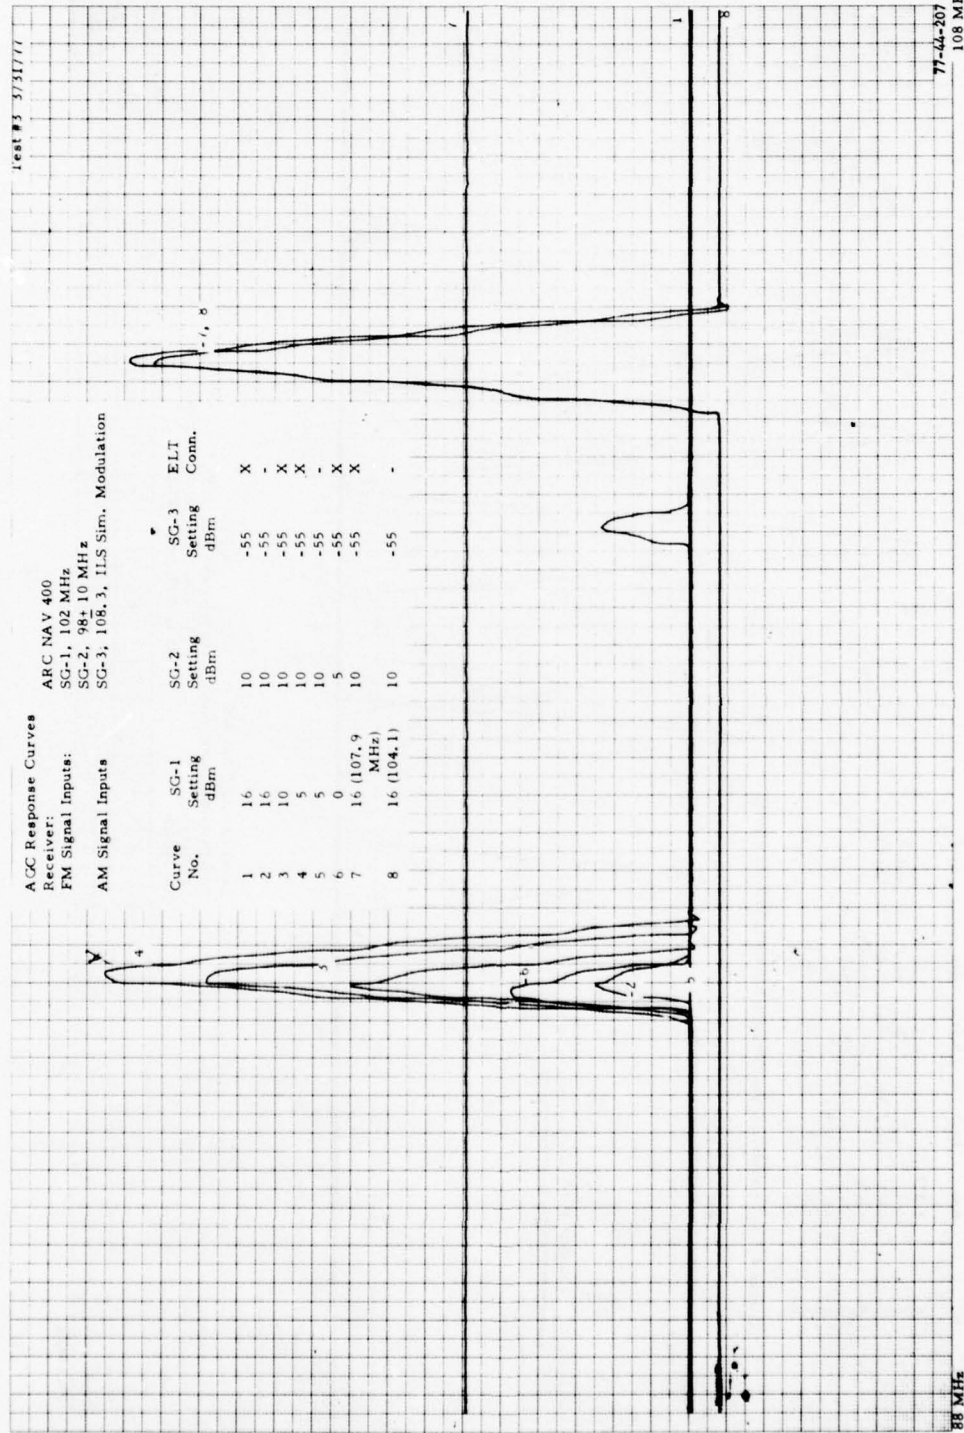 AGC Response Curves
Receiver: ARC NAV 400
FM Signal Inputs: SG-1, 102 MHz
SG-2, 98± 10 MHz
AM Signal Inputs SG-3, 108.3, ILS Sim. Modulation
Curve No. SG-1 Setting dBm SG-2 Setting dBm SG-3 Setting dBm ELT Conn.
1 16 10 -55 X
2 16 10 -55 -
3 10 10 -55 X
4 5 10 -55 X
5 5 10 -55 -
6 0 5 -55 X
7 16 (107.9 MHz) 10 -55 X
8 16 (104.1) 10 -55 -
4
3
6
2
5
7, 8
7
1
8
88 MHz
77-44-207
Test #3